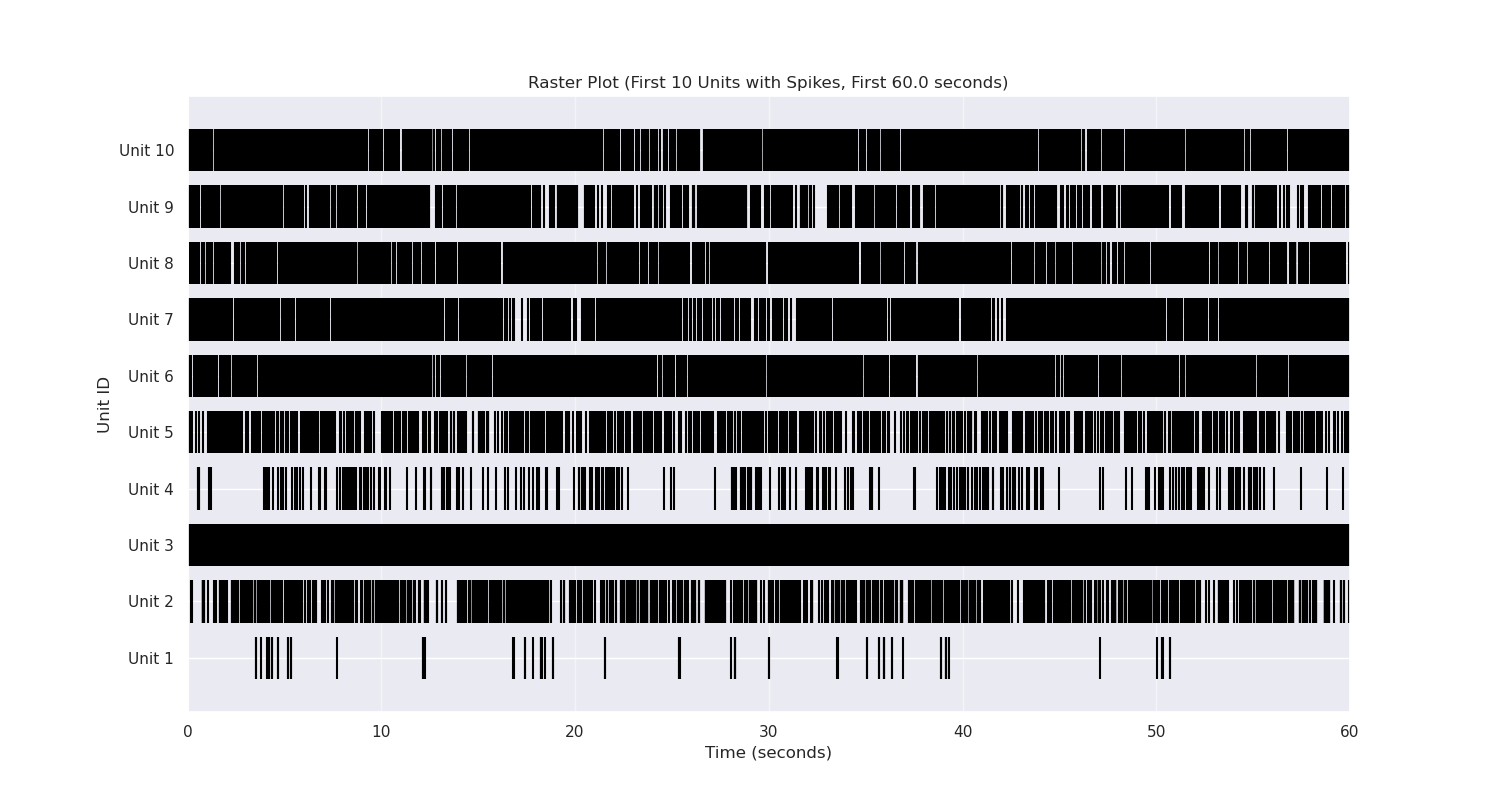 Raster Plot (First 10 Units with Spikes, First 60.0 seconds)
Unit 10
Unit 9
Unit 8
Unit 7
Unit 6
Unit 5
Unit 4
Unit 3
Unit 2
Unit 1
Unit ID
0 10 20 30 40 50 60
Time (seconds)